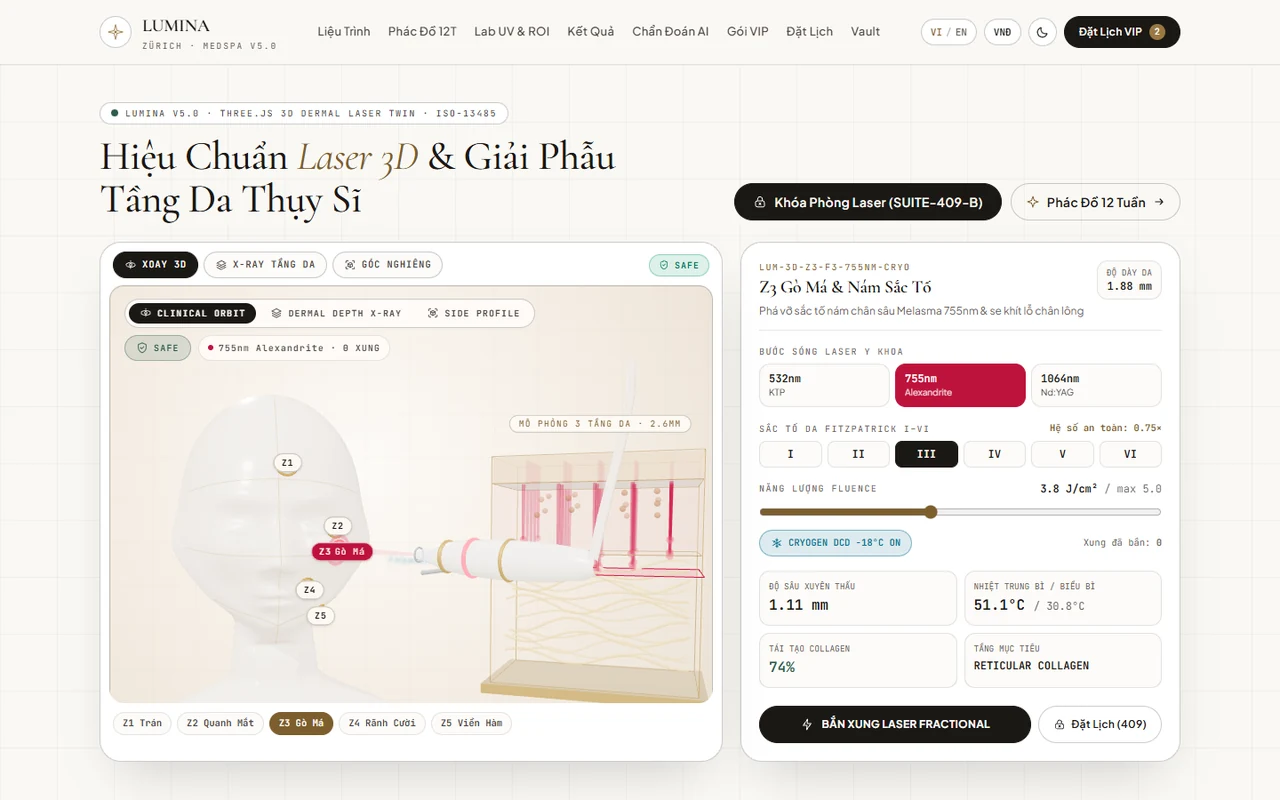 LUMINA
ZÜRICH · MEDSPA V5.0
Liệu Trình
Phác Đồ 12T
Lab UV & ROI
Kết Quả
Chẩn Đoán AI
Gói VIP
Đặt Lịch
Vault
VI / EN
VNĐ
Đặt Lịch VIP 2
LUMINA V5.0 · THREE.JS 3D DERMAL LASER TWIN · ISO-13485
Hiệu Chuẩn Laser 3D & Giải Phẫu
Tầng Da Thụy Sĩ
Khóa Phòng Laser (SUITE-409-B)
Phác Đồ 12 Tuần →
XOAY 3D
X-RAY TẦNG DA
GÓC NGHIÊNG
SAFE
CLINICAL ORBIT
DERMAL DEPTH X-RAY
SIDE PROFILE
SAFE
755nm Alexandrite · 0 XUNG
MÔ PHỎNG 3 TẦNG DA · 2.6MM
Z1
Z2
Z3 Gò Má
Z4
Z5
Z1 Trán
Z2 Quanh Mắt
Z3 Gò Má
Z4 Rãnh Cười
Z5 Viền Hàm
LUM-3D-Z3-F3-755NM-CRYO
Z3 Gò Má & Nám Sắc Tố
Phá vỡ sắc tố nám chân sâu Melasma 755nm & se khít lỗ chân lông
ĐỘ DÀY DA
1.88 mm
BƯỚC SÓNG LASER Y KHOA
532nm
KTP
755nm
Alexandrite
1064nm
Nd:YAG
SẮC TỐ DA FITZPATRICK I-VI
Hệ số an toàn: 0.75×
I
II
III
IV
V
VI
NĂNG LƯỢNG FLUENCE
3.8 J/cm² / max 5.0
CRYOGEN DCD -18°C ON
Xung đã bắn: 0
ĐỘ SÂU XUYÊN THẤU
1.11 mm
NHIỆT TRUNG BÌ / BIỂU BÌ
51.1°C / 30.8°C
TÁI TẠO COLLAGEN
74%
TẦNG MỤC TIÊU
RETICULAR COLLAGEN
BẮN XUNG LASER FRACTIONAL
Đặt Lịch (409)